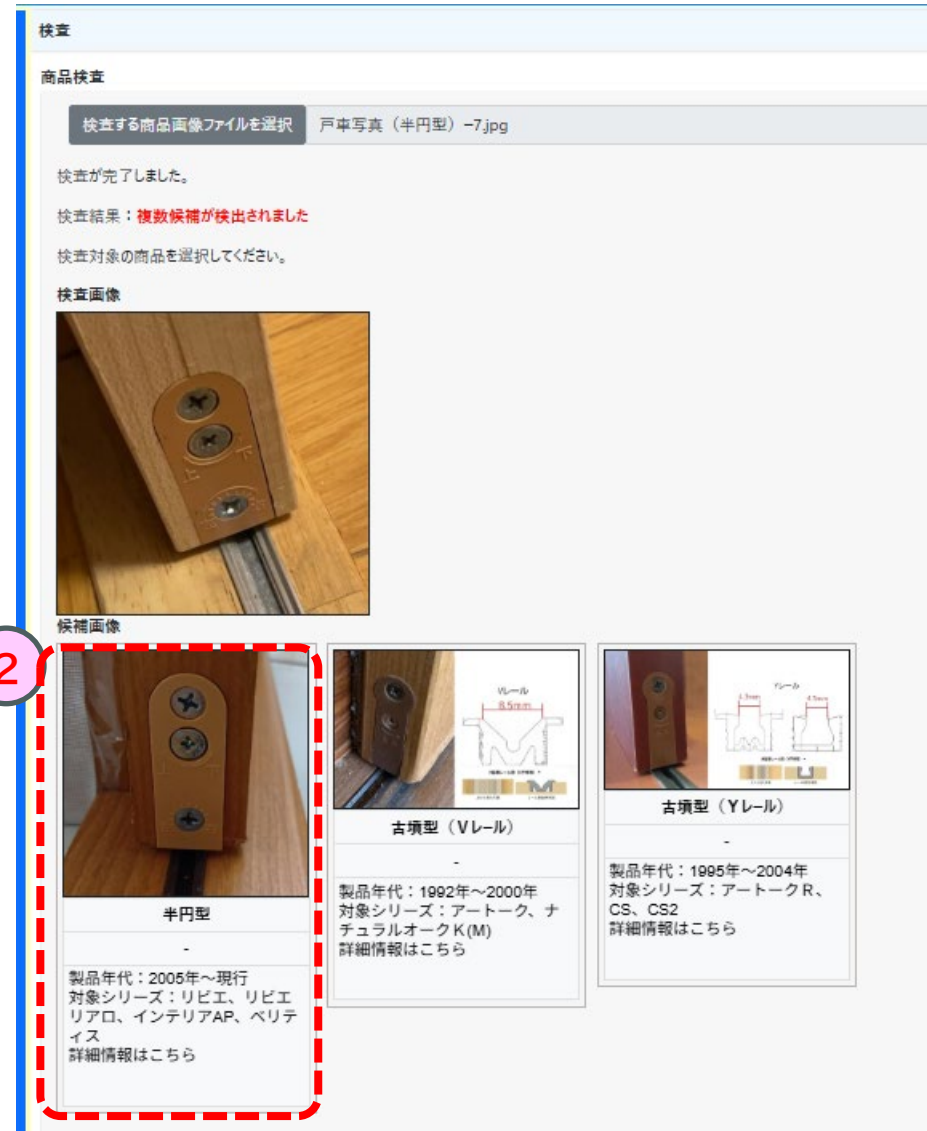 検査
商品検査
検査する商品画像ファイルを選択 戸車写真（半円型）−7.jpg
検査が完了しました。
検査結果：複数候補が検出されました
検査対象の商品を選択してください。
検査画像
上 下
候補画像
2
半円型
-
製品年代：2005年～現行
対象シリーズ：リビエ、リビエ
リアロ、インテリアAP、ベリテ
ィス
詳細情報はこちら
Vレール
8.5mm
古墳型（Vレール）
-
製品年代：1992年～2000年
対象シリーズ：アートーク、ナ
チュラルオークK(M)
詳細情報はこちら
Yレール
4.5mm
古墳型（Yレール）
-
製品年代：1995年～2004年
対象シリーズ：アートークR、
CS、CS2
詳細情報はこちら